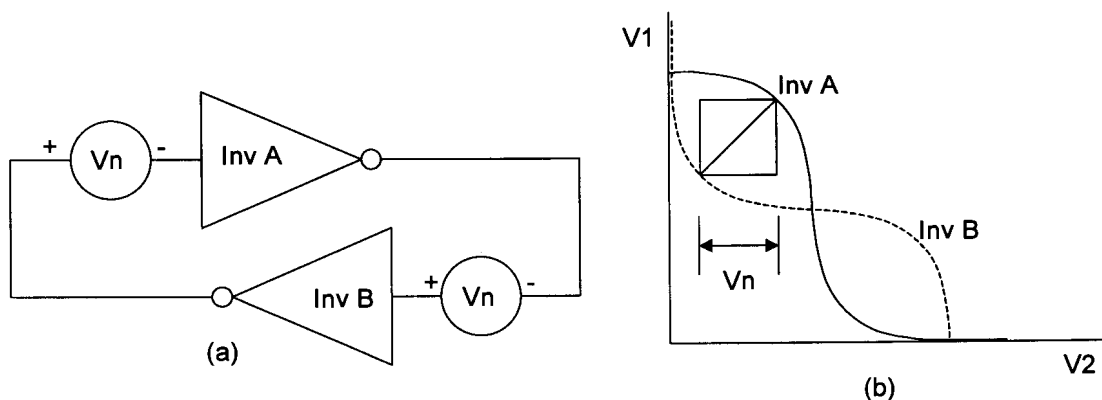 +
Vn
-
Inv A
Inv B
+
Vn
-
(a)
V1
Inv A
Inv B
Vn
V2
(b)